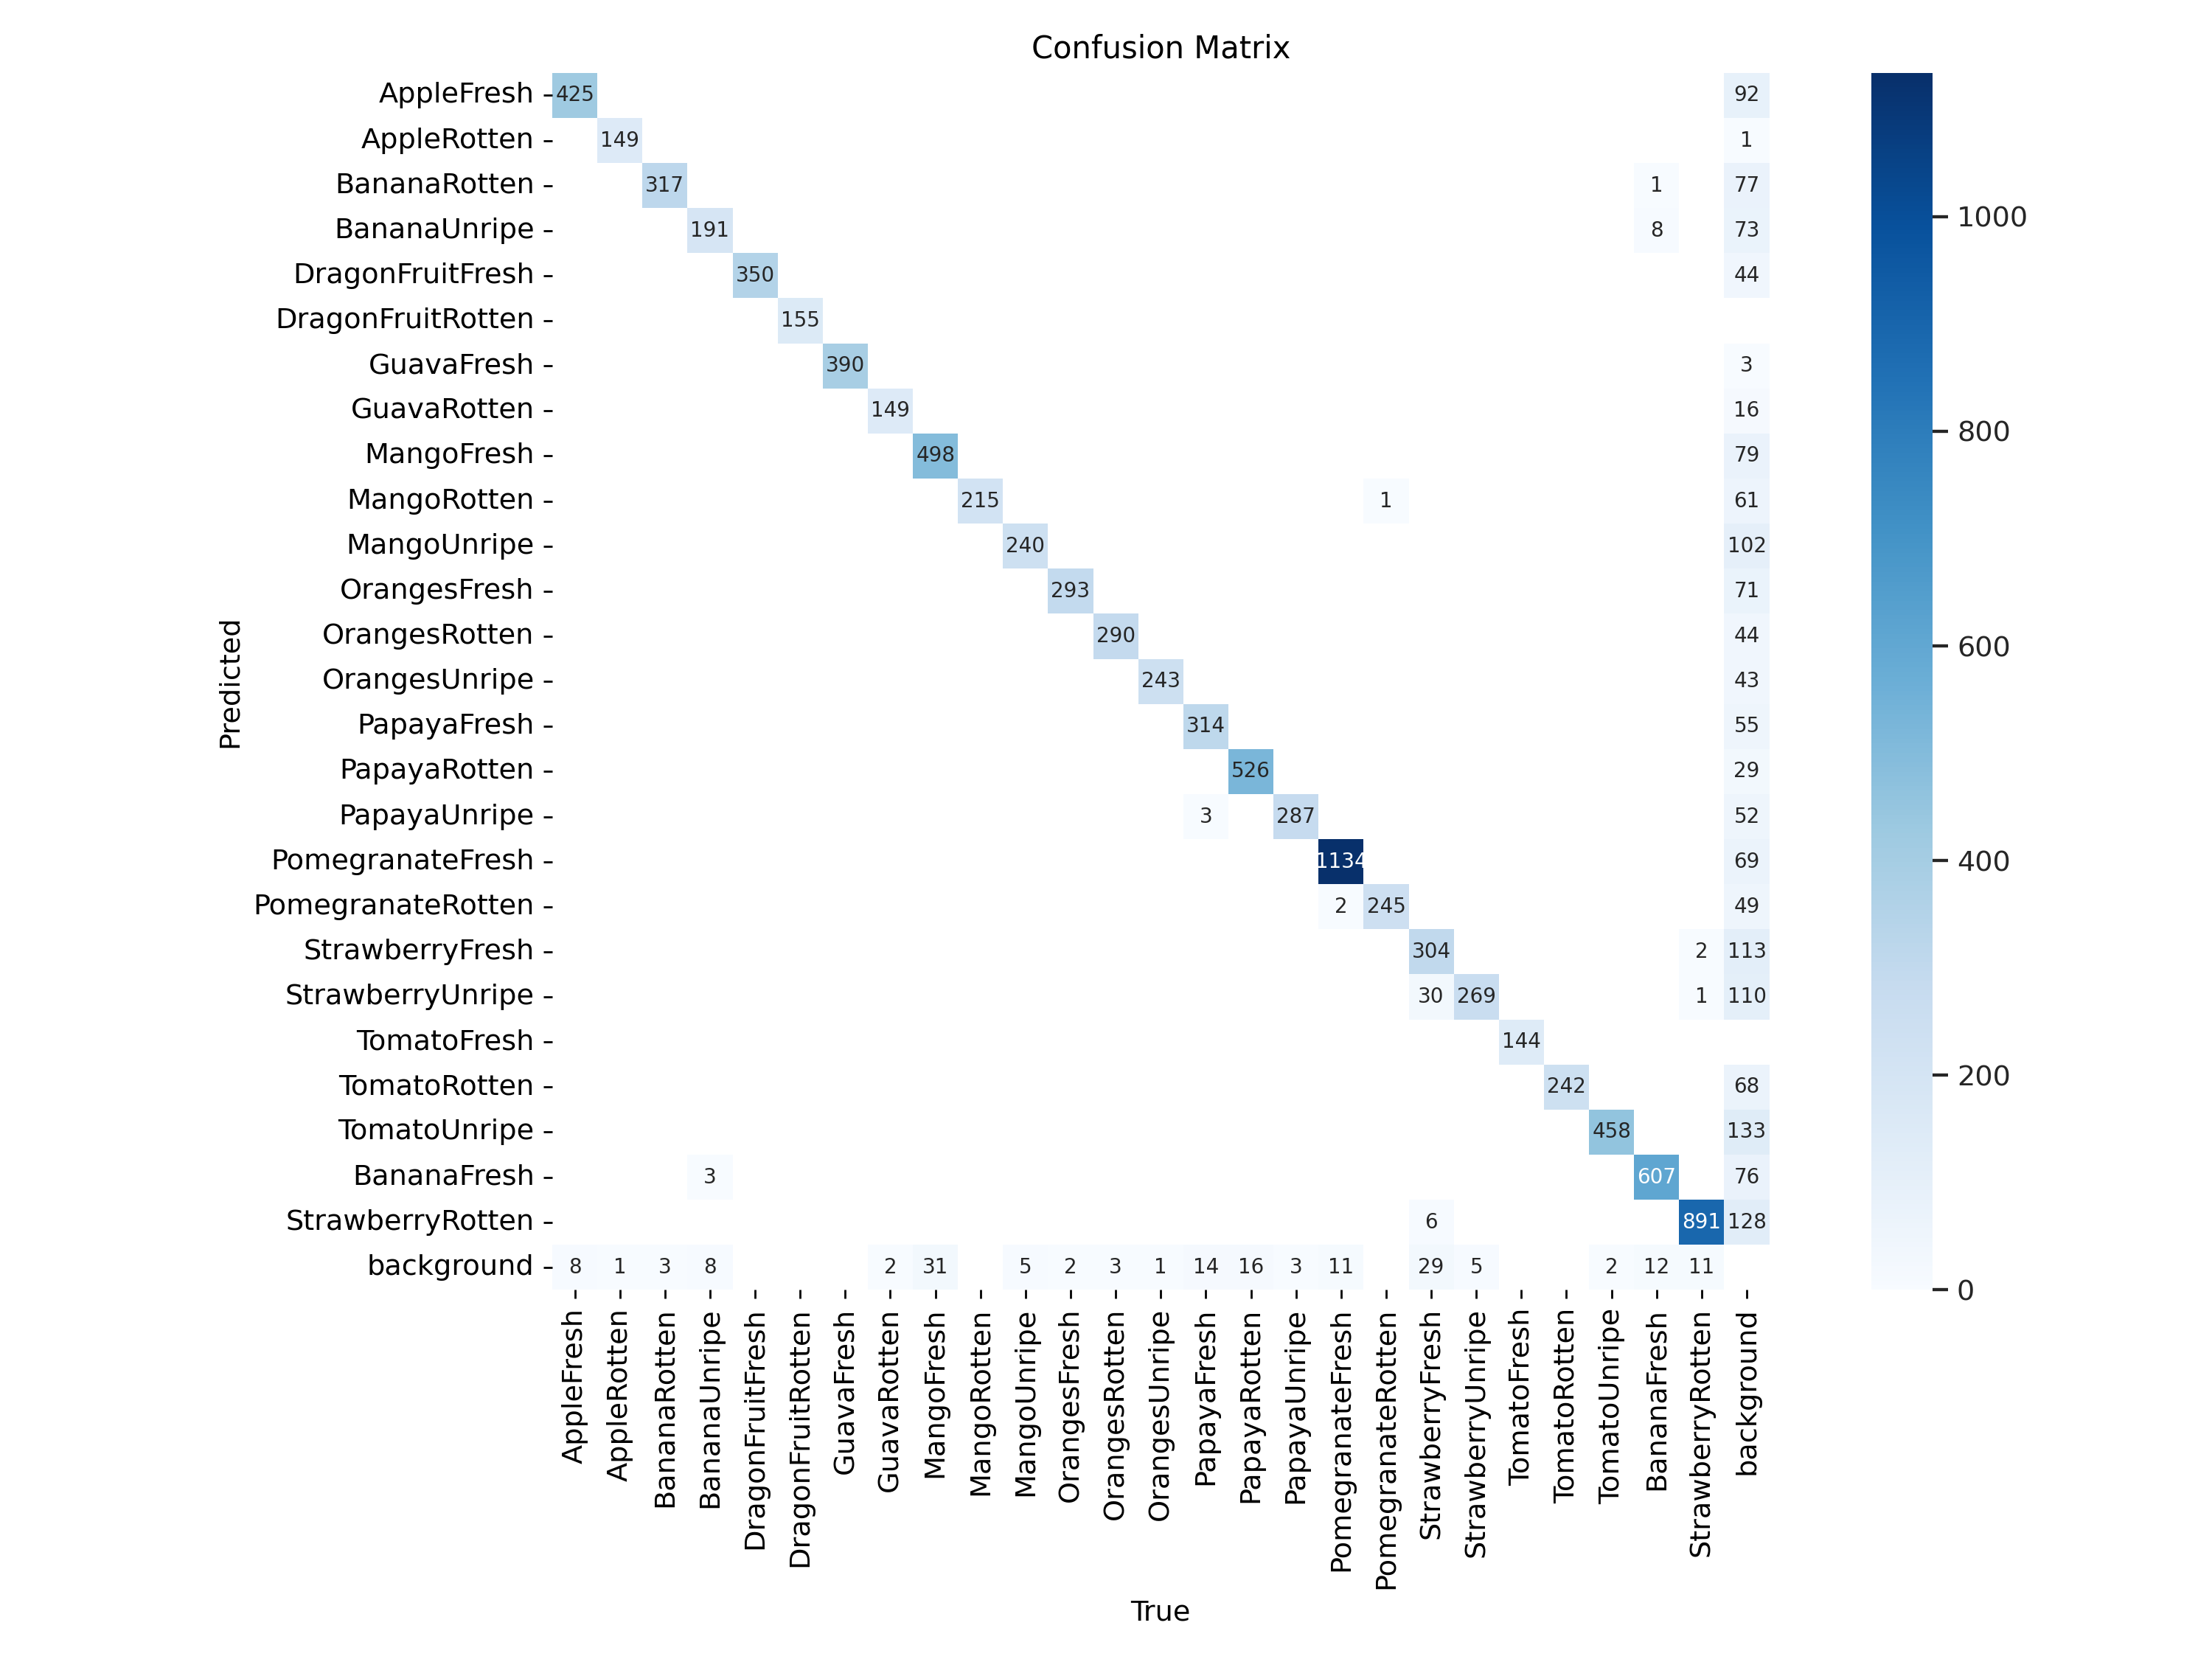 Confusion Matrix
AppleFresh 425 92
AppleRotten 149 1
BananaRotten 317 1 77
BananaUnripe 191 8 73 1000
DragonFruitFresh 350 44
DragonFruitRotten 155
GuavaFresh 390 3
GuavaRotten 149 16 800
MangoFresh 498 79
MangoRotten 215 1 61
MangoUnripe 240 102
OrangesFresh 293 71
OrangesRotten 290 44 600
OrangesUnripe 243 43
Predicted
PapayaFresh 314 55
PapayaRotten 526 29
PapayaUnripe 3 287 52
PomegranateFresh 1134 69 400
PomegranateRotten 2 245 49
StrawberryFresh 304 2 113
StrawberryUnripe 30 269 1 110
TomatoFresh 144
TomatoRotten 242 68 200
TomatoUnripe 458 133
BananaFresh 3 607 76
StrawberryRotten 6 891 128
background 8 1 3 8 2 31 5 2 3 1 14 16 3 11 29 5 2 12 11 0
AppleFresh
AppleRotten
BananaRotten
BananaUnripe
DragonFruitFresh
DragonFruitRotten
GuavaFresh
GuavaRotten
MangoFresh
MangoRotten
MangoUnripe
OrangesFresh
OrangesRotten
OrangesUnripe
PapayaFresh
PapayaRotten
PapayaUnripe
PomegranateFresh
PomegranateRotten
StrawberryFresh
StrawberryUnripe
TomatoFresh
TomatoRotten
TomatoUnripe
BananaFresh
StrawberryRotten
background
True